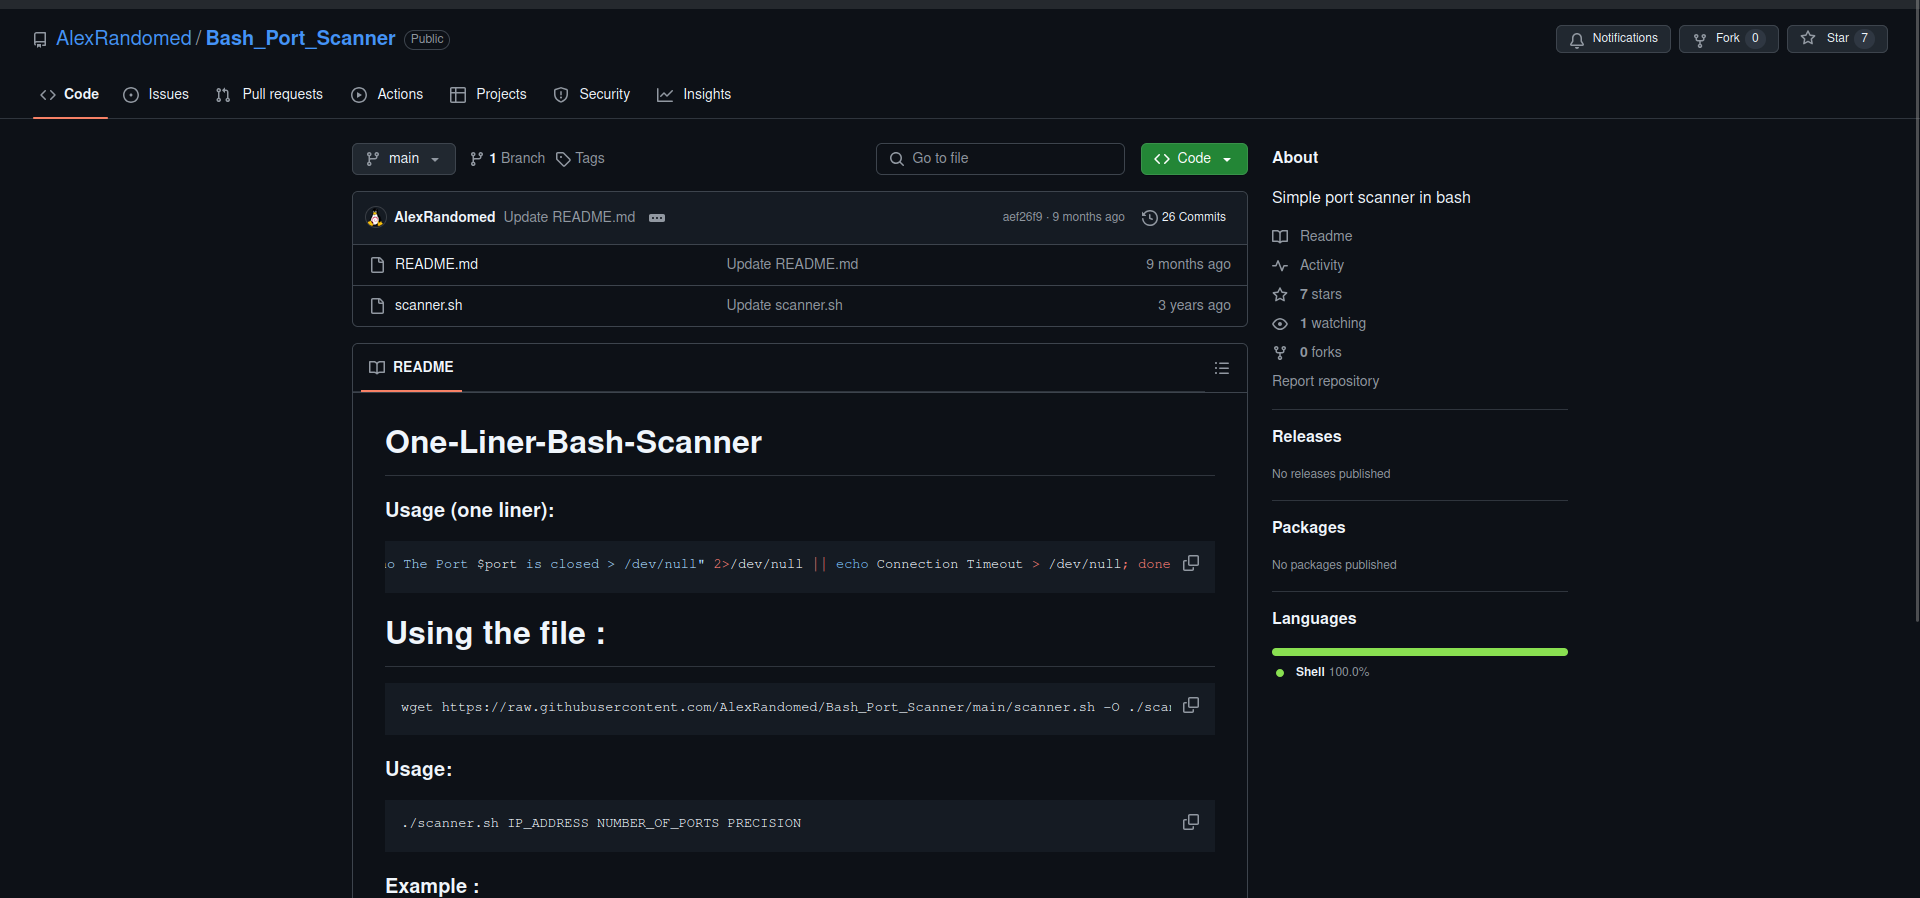 AlexRandomed / Bash_Port_Scanner Public
Notifications Fork 0 Star 7
Code Issues Pull requests Actions Projects Security Insights
main 1 Branch Tags Go to file Code
AlexRandomed Update README.md aef26f9 · 9 months ago 26 Commits
README.md Update README.md 9 months ago
scanner.sh Update scanner.sh 3 years ago
README
One-Liner-Bash-Scanner
Usage (one liner):
o The Port $port is closed > /dev/null" 2>/dev/null || echo Connection Timeout > /dev/null; done
Using the file :
wget https://raw.githubusercontent.com/AlexRandomed/Bash_Port_Scanner/main/scanner.sh -O ./scan
Usage:
./scanner.sh IP_ADDRESS NUMBER_OF_PORTS PRECISION
Example :
About
Simple port scanner in bash
Readme
Activity
7 stars
1 watching
0 forks
Report repository
Releases
No releases published
Packages
No packages published
Languages
Shell 100.0%